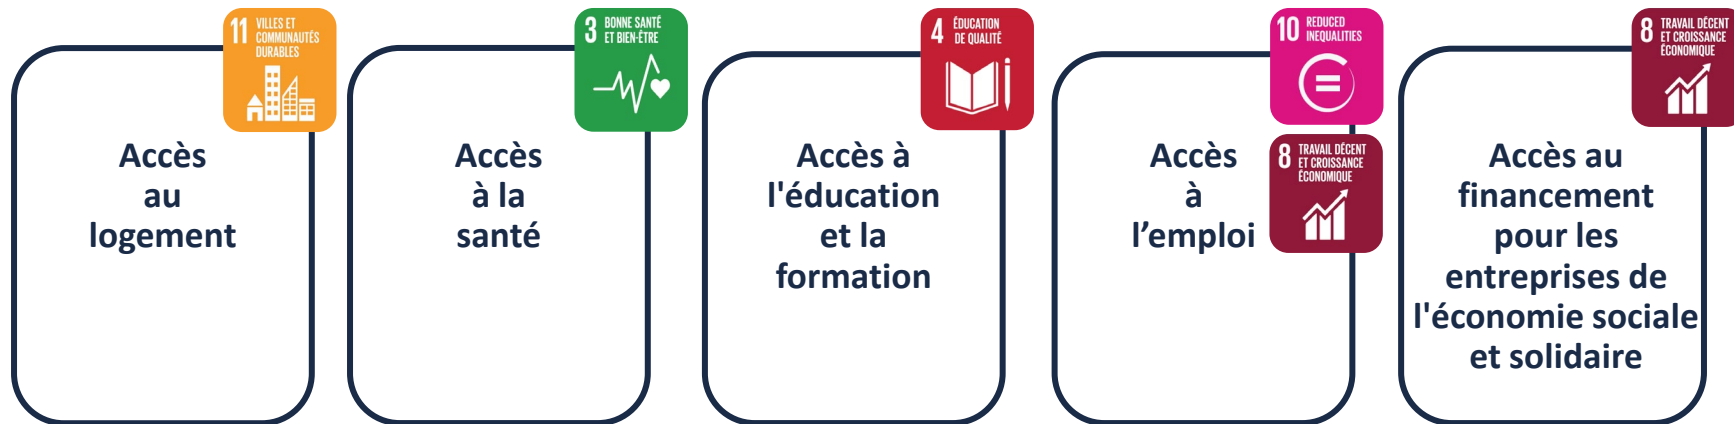 11 VILLES ET
COMMUNAUTÉS
DURABLES
Accès
au
logement
3 BONNE SANTÉ
ET BIEN-ÊTRE
Accès
à la
santé
4 ÉDUCATION
DE QUALITÉ
Accès à
l'éducation
et la
formation
10 REDUCED
INEQUALITIES
8 TRAVAIL DÉCENT
ET CROISSANCE
ÉCONOMIQUE
Accès
à
l’emploi
8 TRAVAIL DÉCENT
ET CROISSANCE
ÉCONOMIQUE
Accès au
financement
pour les
entreprises de
l'économie sociale
et solidaire